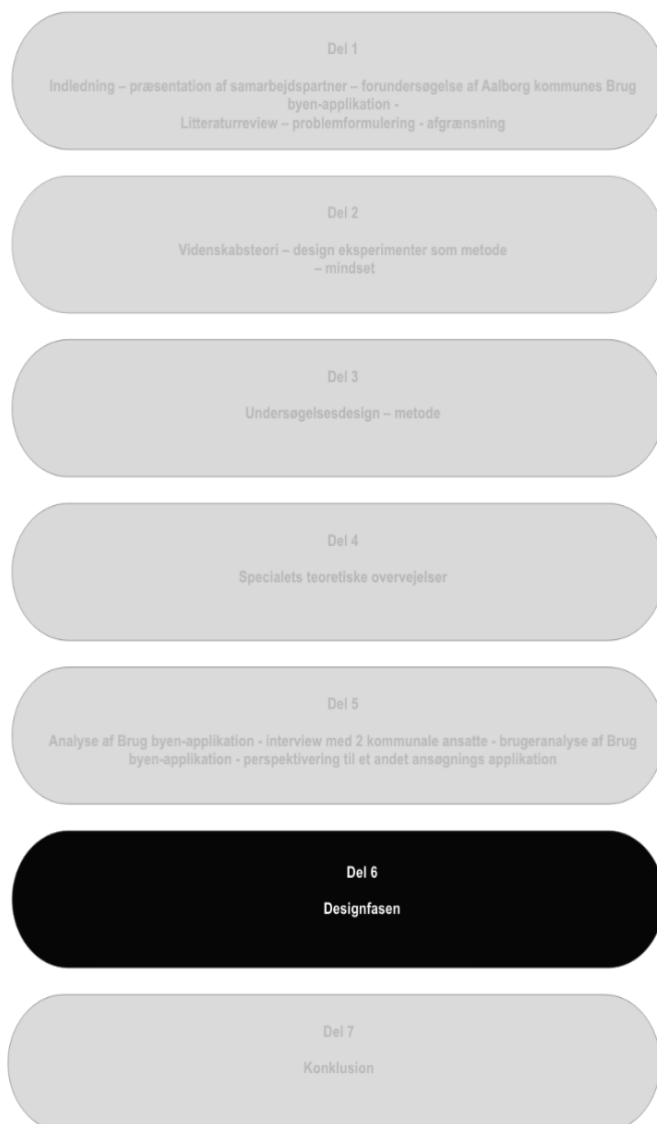 Del 1
Indledning – præsentation af samarbejdspartner – forundersøgelse af Aalborg kommunes Brug
byen-applikation -
Litteraturreview – problemformulering - afgrænsning
Del 2
Videnskabsteori – design eksperimenter som metode
– mindset
Del 3
Undersøgelsesdesign – metode
Del 4
Specialets teoretiske overvejelser
Del 5
Analyse af Brug byen-applikation - interview med 2 kommunale ansatte - brugeranalyse af Brug
byen-applikation - perspektivering til et andet ansøgnings applikation
Del 6
Designfasen
Del 7
Konklusion